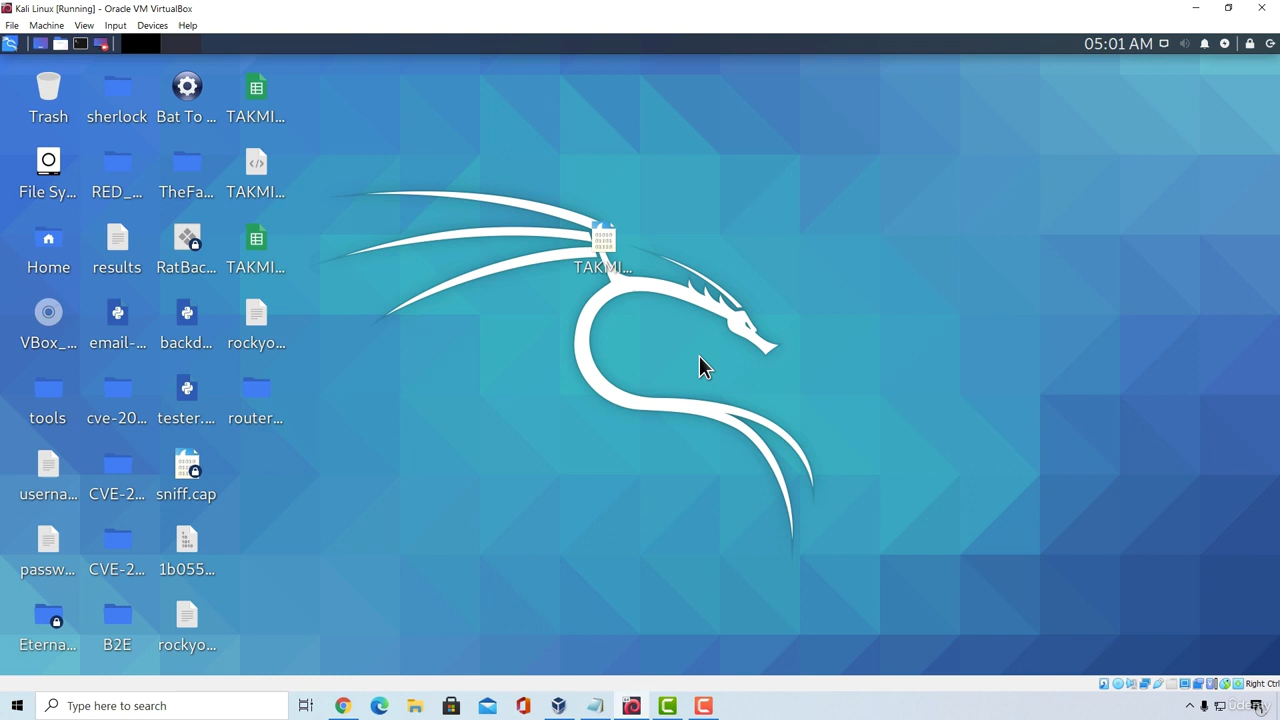 Kali Linux [Running] - Oracle VM VirtualBox
File Machine View Input Devices Help
05:01 AM
Trash sherlock Bat To ... TAKMI...
File Sy... RED_... TheFa... TAKMI...
Home results RatBac... TAKMI... TAKMI...
VBox_... email-... backd... rockyo...
tools cve-20... tester.... router...
userna... CVE-2... sniff.cap
passw... CVE-2... 1b055...
Eterna... B2E rockyo...
Right Ctrl
Type here to search